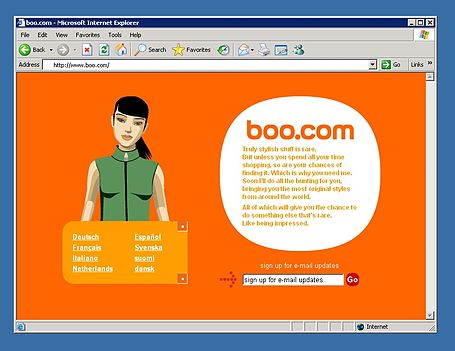 boo.com - Microsoft Internet Explorer
File Edit View Favorites Tools Help
Back Search Favorites
Address http://www.boo.com/ Go Links »
boo.com
Truly stylish stuff is rare.
But unless you spend all your time
shopping, so are your chances of
finding it. Which is why you need me.
Soon I'll do all the hunting for you,
bringing you the most original styles
from around the world.
All of which will give you the chance to
do something else that's rare.
Like being impressed.
Deutsch Español
Français Svenska
Italiano suomi
Netherlands dansk
sign up for e-mail updates
sign up for e-mail updates Go
Internet